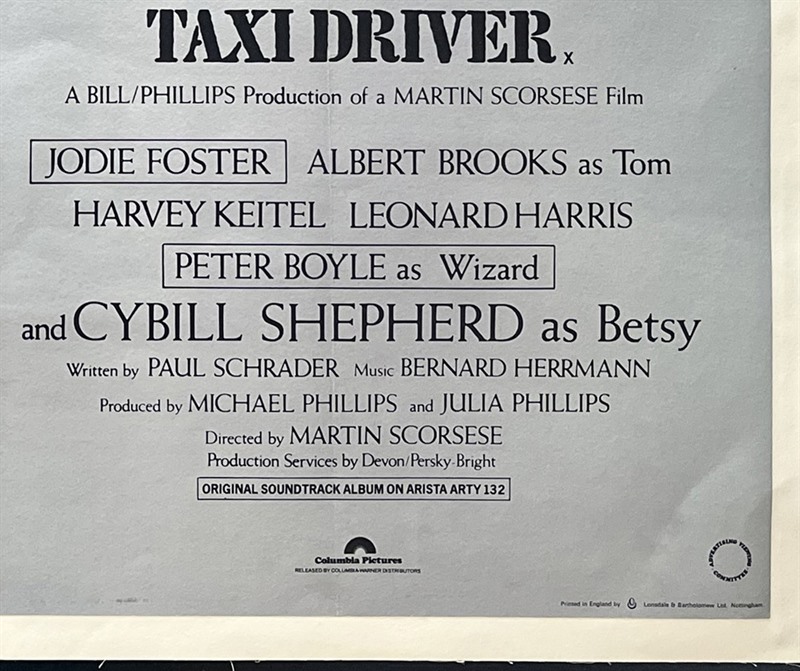 TAXI DRIVER X
A BILL/PHILLIPS Production of a MARTIN SCORSESE Film
JODIE FOSTER ALBERT BROOKS as Tom
HARVEY KEITEL LEONARD HARRIS
PETER BOYLE as Wizard
and CYBILL SHEPHERD as Betsy
Written by PAUL SCHRADER Music BERNARD HERRMANN
Produced by MICHAEL PHILLIPS and JULIA PHILLIPS
Directed by MARTIN SCORSESE
Production Services by Devon/Persky-Bright
ORIGINAL SOUNDTRACK ALBUM ON ARISTA ARTY 132
Columbia Pictures
RELEASED BY COLUMBIA-WARNER DISTRIBUTORS
ADVERTISING VIEWING COMMITTEE
Printed in England by Lonsdale & Bartholomew Ltd. Nottingham